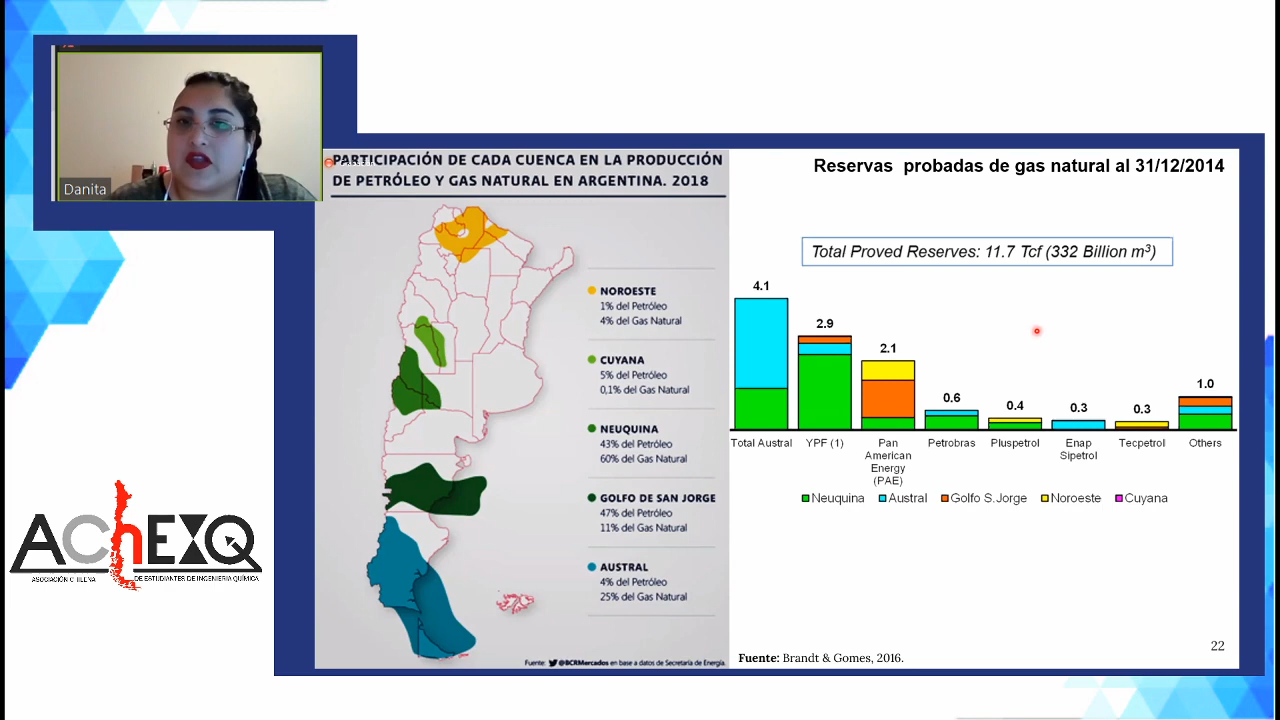 Danita
PARTICIPACIÓN DE CADA CUENCA EN LA PRODUCCIÓN
DE PETRÓLEO Y GAS NATURAL EN ARGENTINA. 2018
NOROESTE
1% del Petróleo
4% del Gas Natural
CUYANA
5% del Petróleo
0,1% del Gas Natural
NEUQUINA
43% del Petróleo
60% del Gas Natural
GOLFO DE SAN JORGE
47% del Petróleo
11% del Gas Natural
AUSTRAL
4% del Petróleo
25% del Gas Natural
Fuente: @BCRMercados en base a datos de Secretaría de Energía.
Reservas probadas de gas natural al 31/12/2014
Total Proved Reserves: 11.7 Tcf (332 Billion m³)
4.1
2.9
2.1
0.6
0.4
0.3
0.3
1.0
Total Austral
YPF (1)
Pan
American
Energy
(PAE)
Petrobras
Pluspetrol
Enap
Sipetrol
Tecpetrol
Others
Neuquina Austral Golfo S.Jorge Noroeste Cuyana
22
Fuente: Brandt & Gomes, 2016.
AChEXQ
ASOCIACIÓN CHILENA DE ESTUDIANTES DE INGENIERÍA QUÍMICA